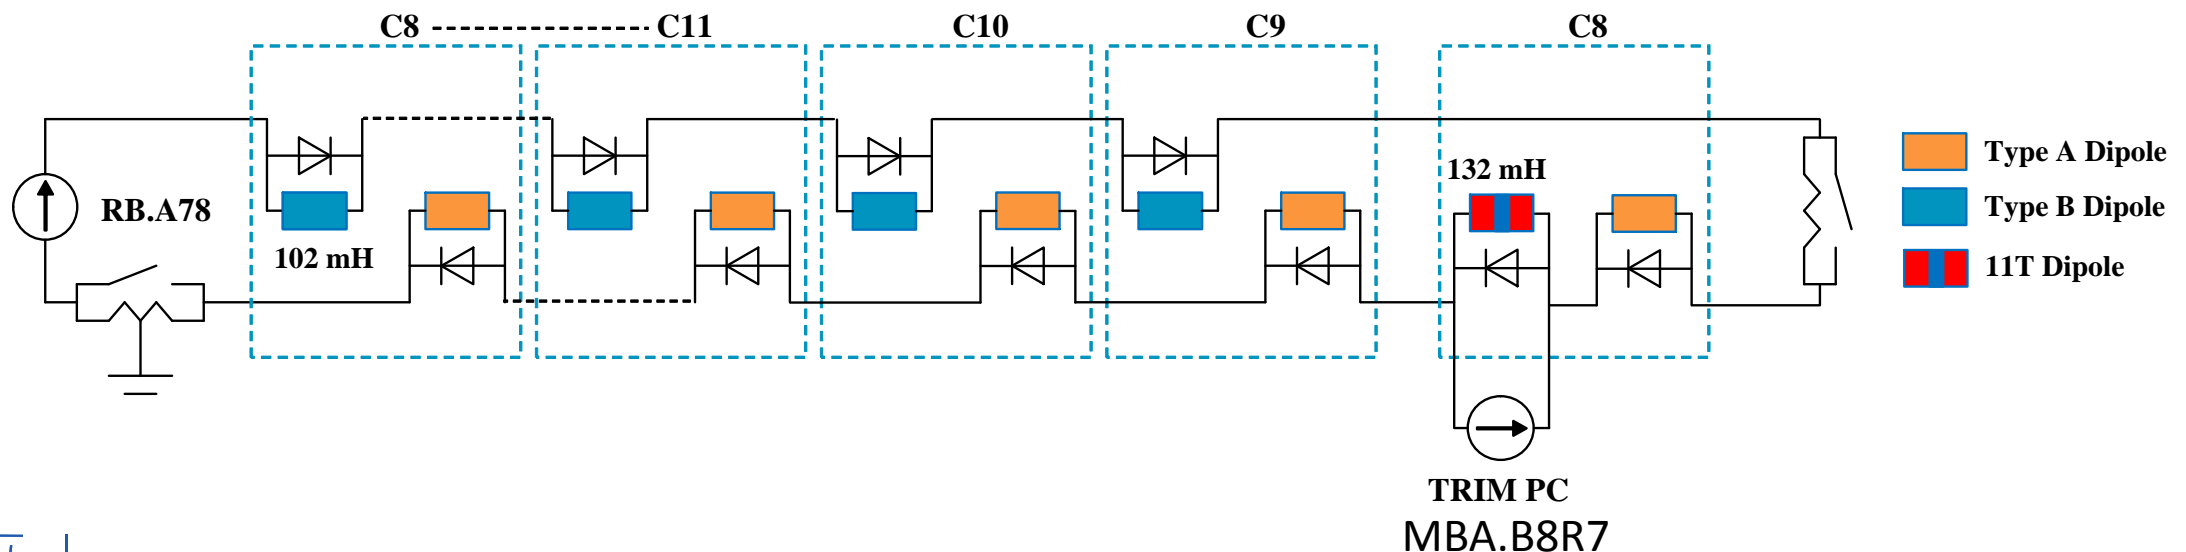 C8
C11
C10
C9
C8
132 mH
Type A Dipole
RB.A78
Type B Dipole
102 mH
11T Dipole
TRIM PC
MBA.B8R7